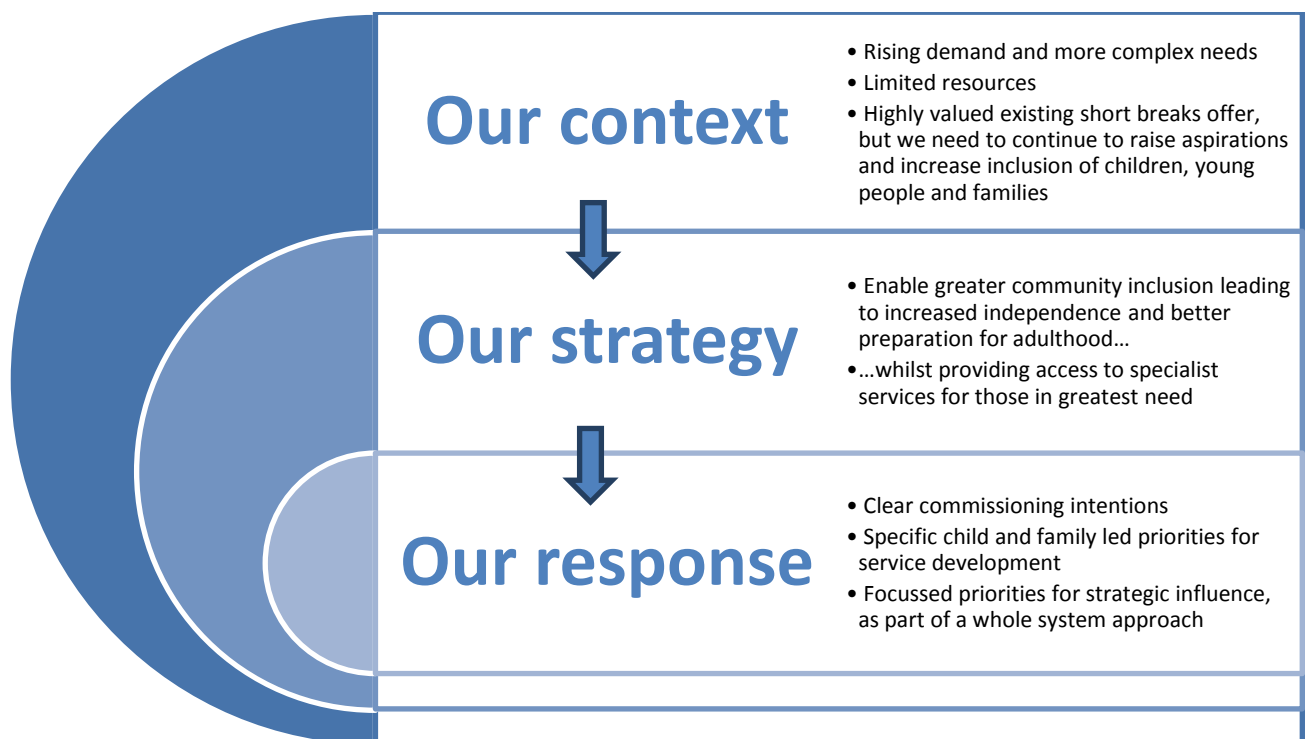 Our context
• Rising demand and more complex needs
• Limited resources
• Highly valued existing short breaks offer,
but we need to continue to raise aspirations
and increase inclusion of children, young
people and families
Our strategy
• Enable greater community inclusion leading
to increased independence and better
preparation for adulthood…
•…whilst providing access to specialist
services for those in greatest need
Our response
• Clear commissioning intentions
• Specific child and family led priorities for
service development
• Focussed priorities for strategic influence,
as part of a whole system approach